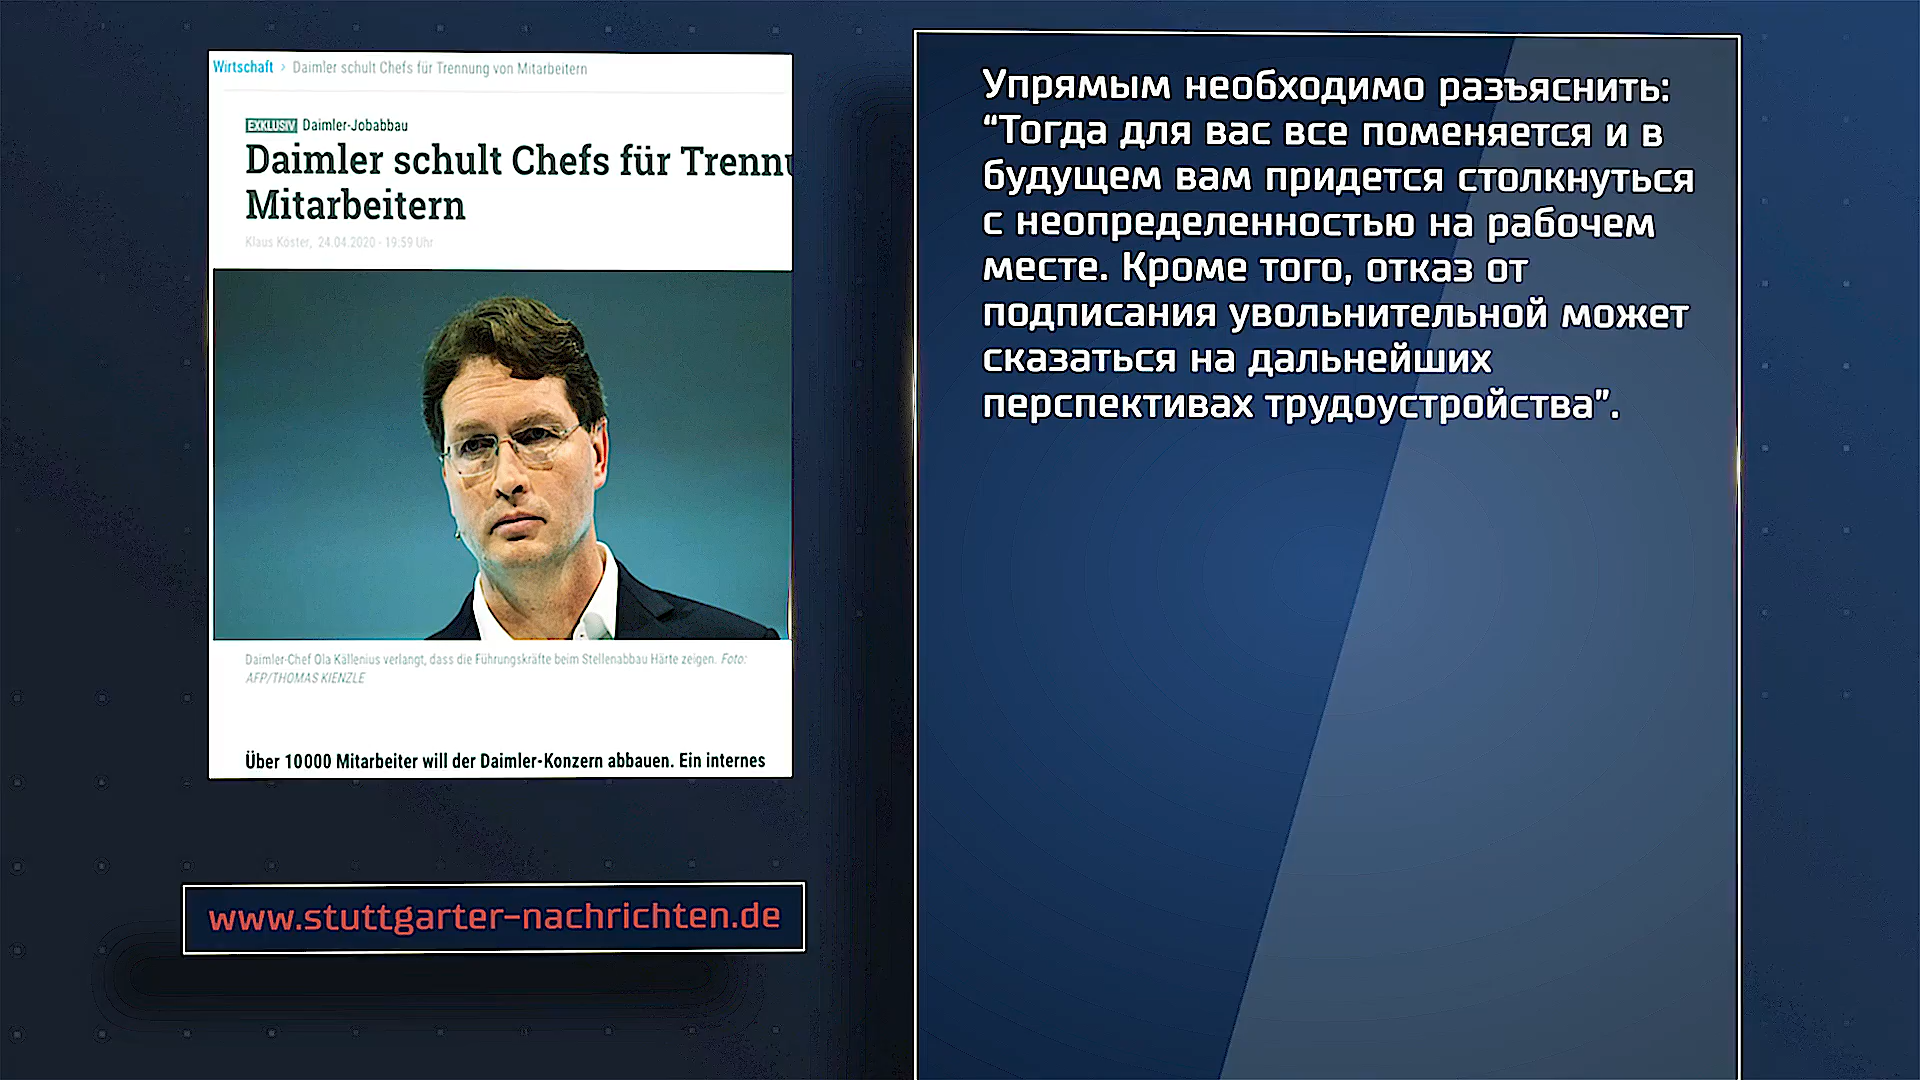 Wirtschaft › Daimler schult Chefs für Trennung von Mitarbeitern
EXKLUSIV Daimler-Jobabbau
Daimler schult Chefs für Trennu
Mitarbeitern
Klaus Köster, 24.04.2020 - 19:59 Uhr
Daimler-Chef Ola Källenius verlangt, dass die Führungskräfte beim Stellenabbau Härte zeigen. Foto:
AFP/THOMAS KIENZLE
Über 10000 Mitarbeiter will der Daimler-Konzern abbauen. Ein internes
www.stuttgarter-nachrichten.de
Упрямым необходимо разъяснить:
“Тогда для вас все поменяется и в
будущем вам придется столкнуться
с неопределенностью на рабочем
месте. Кроме того, отказ от
подписания увольнительной может
сказаться на дальнейших
перспективах трудоустройства”.